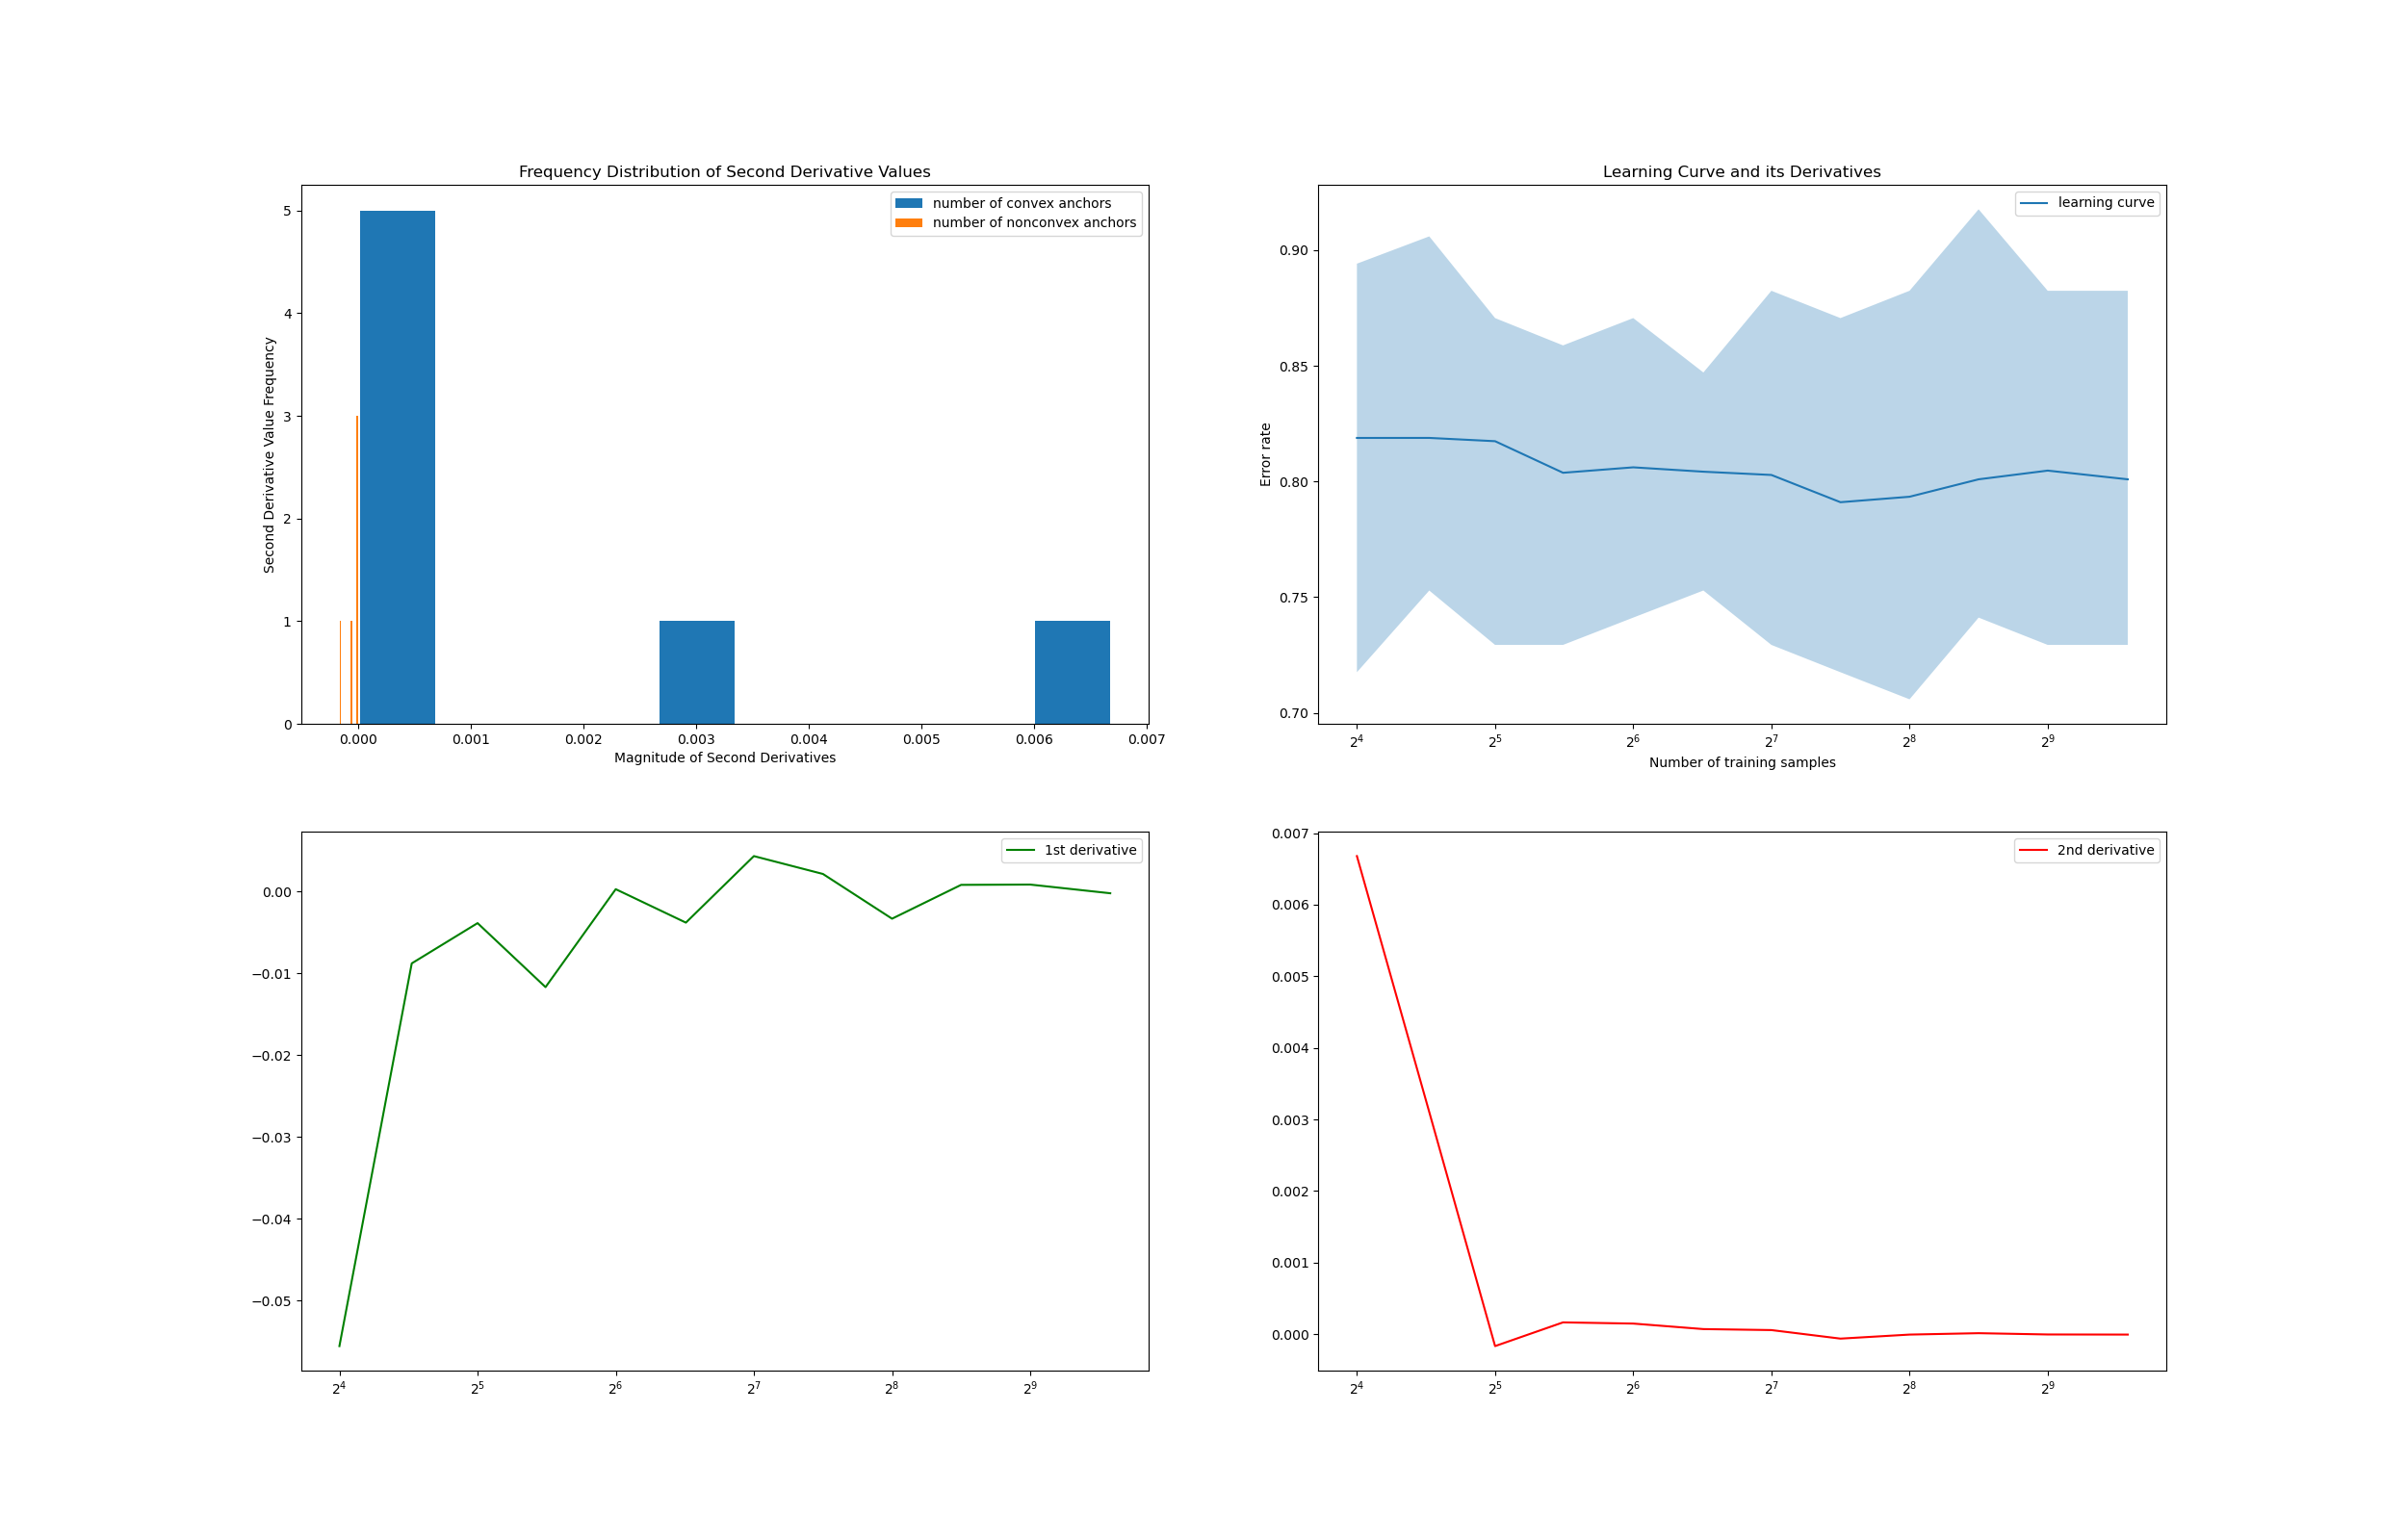 Frequency Distribution of Second Derivative Values
number of convex anchors
number of nonconvex anchors
Second Derivative Value Frequency
5
4
3
2
1
0
0.000 0.001 0.002 0.003 0.004 0.005 0.006 0.007
Magnitude of Second Derivatives
Learning Curve and its Derivatives
learning curve
Error rate
0.90
0.85
0.80
0.75
0.70
2⁴ 2⁵ 2⁶ 2⁷ 2⁸ 2⁹
Number of training samples
1st derivative
0.00
−0.01
−0.02
−0.03
−0.04
−0.05
2⁴ 2⁵ 2⁶ 2⁷ 2⁸ 2⁹
2nd derivative
0.007
0.006
0.005
0.004
0.003
0.002
0.001
0.000
2⁴ 2⁵ 2⁶ 2⁷ 2⁸ 2⁹